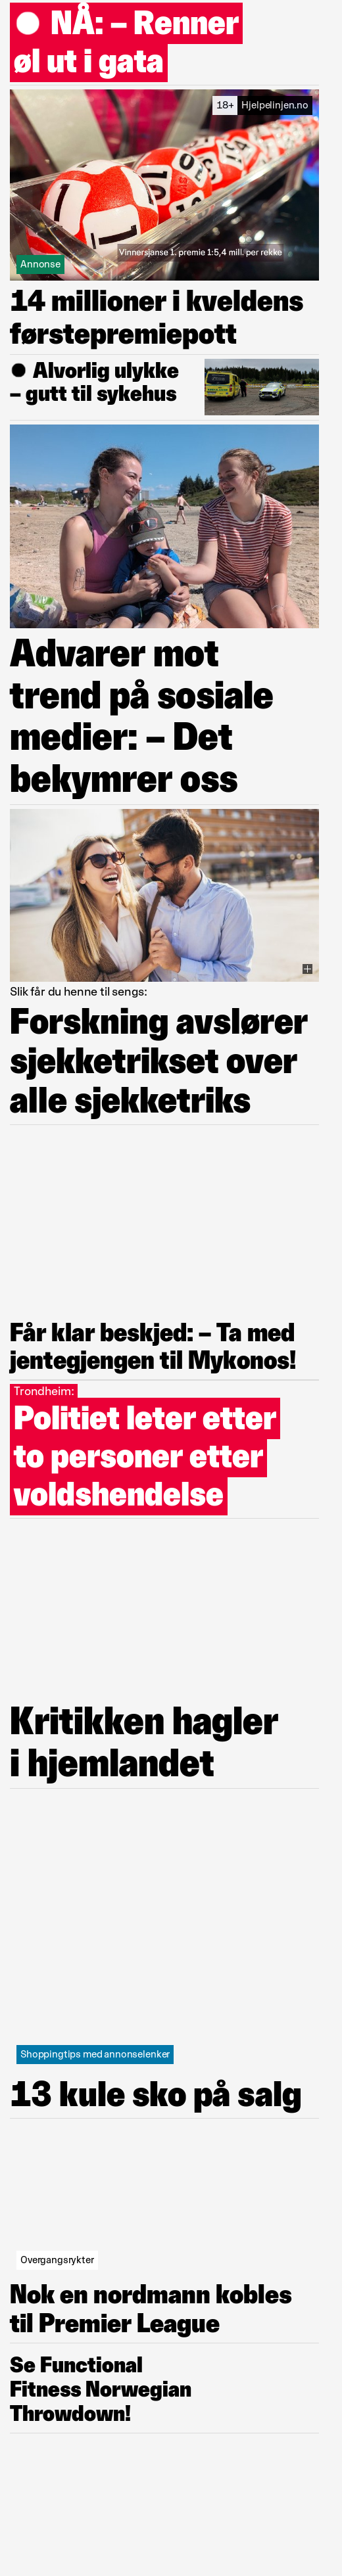 NÅ: – Renner
øl ut i gata
18+ Hjelpelinjen.no
Vinnersjanse 1. premie 1:5,4 mill. per rekke
Annonse
14 millioner i kveldens
førstepremiepott
Alvorlig ulykke
– gutt til sykehus
Advarer mot
trend på sosiale
medier: – Det
bekymrer oss
Slik får du henne til sengs:
Forskning avslører
sjekketrikset over
alle sjekketriks
Får klar beskjed: – Ta med
jentegjengen til Mykonos!
Trondheim:
Politiet leter etter
to personer etter
voldshendelse
Kritikken hagler
i hjemlandet
Shoppingtips med annonselenker
13 kule sko på salg
Overgangsrykter
Nok en nordmann kobles
til Premier League
Se Functional
Fitness Norwegian
Throwdown!